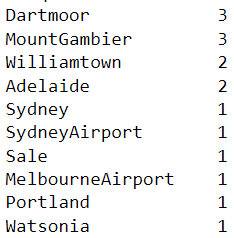 Dartmoor 3
MountGambier 3
Williamtown 2
Adelaide 2
Sydney 1
SydneyAirport 1
Sale 1
MelbourneAirport 1
Portland 1
Watsonia 1